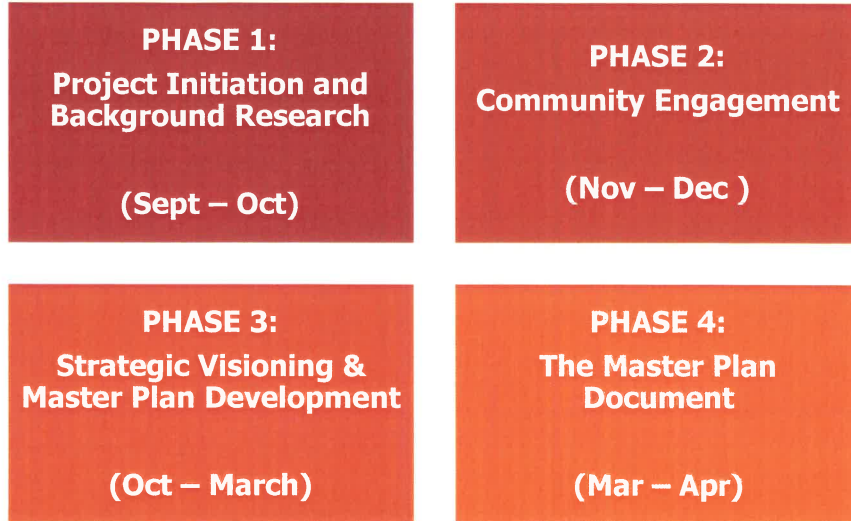 PHASE 1:
Project Initiation and
Background Research
(Sept – Oct)
PHASE 2:
Community Engagement
(Nov – Dec )
PHASE 3:
Strategic Visioning &
Master Plan Development
(Oct – March)
PHASE 4:
The Master Plan
Document
(Mar – Apr)